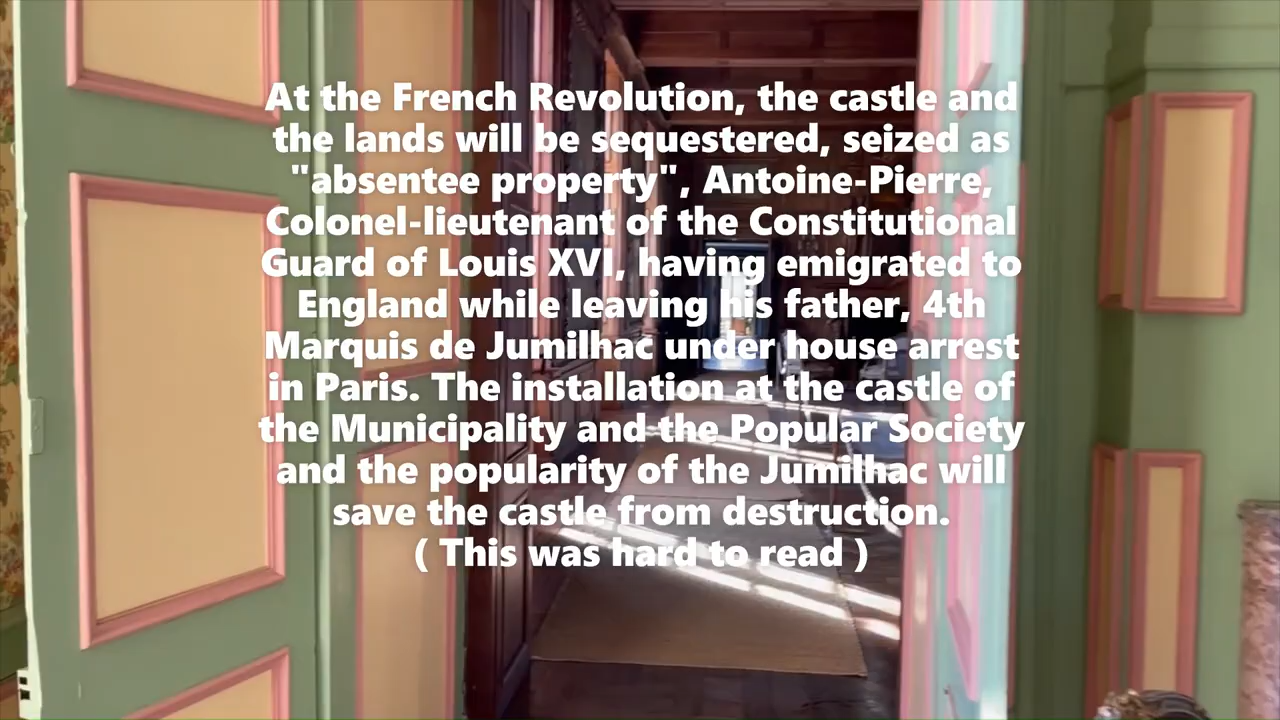 At the French Revolution, the castle and
the lands will be sequestered, seized as
"absentee property", Antoine-Pierre,
Colonel-lieutenant of the Constitutional
Guard of Louis XVI, having emigrated to
England while leaving his father, 4th
Marquis de Jumilhac under house arrest
in Paris. The installation at the castle of
the Municipality and the Popular Society
and the popularity of the Jumilhac will
save the castle from destruction.
( This was hard to read )